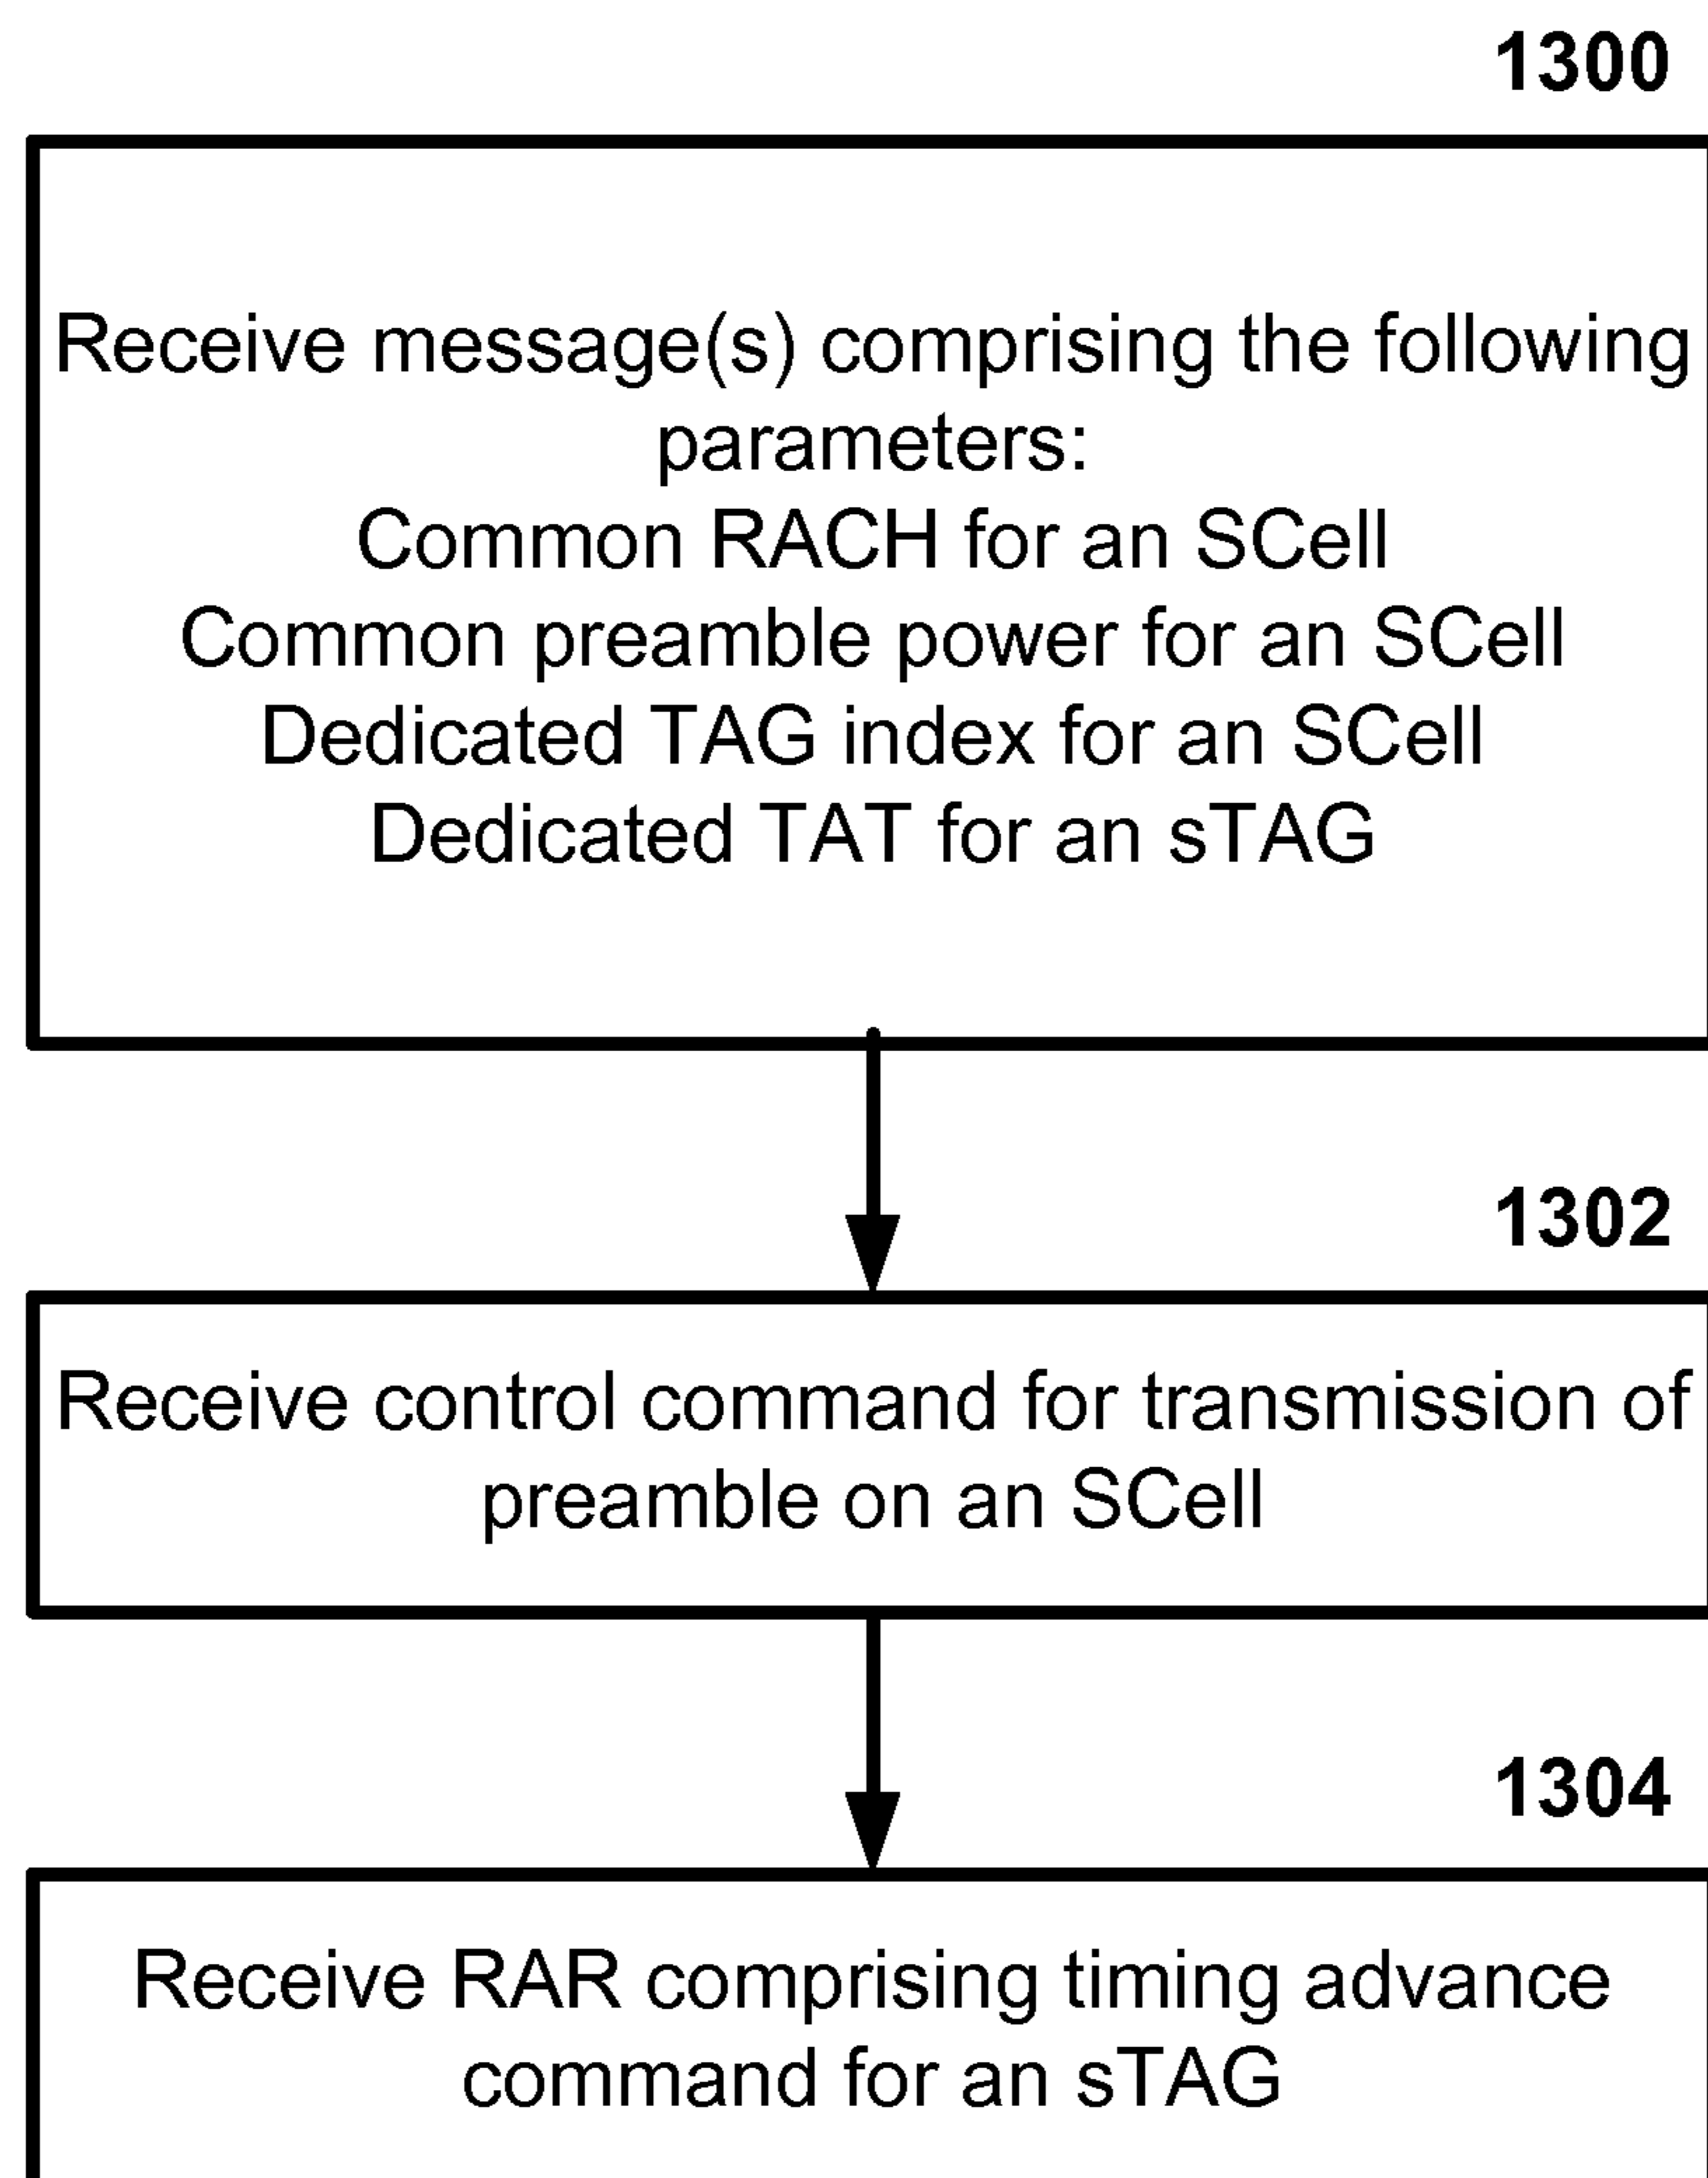 1300
Receive message(s) comprising the following
parameters:
Common RACH for an SCell
Common preamble power for an SCell
Dedicated TAG index for an SCell
Dedicated TAT for an sTAG
1302
Receive control command for transmission of
preamble on an SCell
1304
Receive RAR comprising timing advance
command for an sTAG